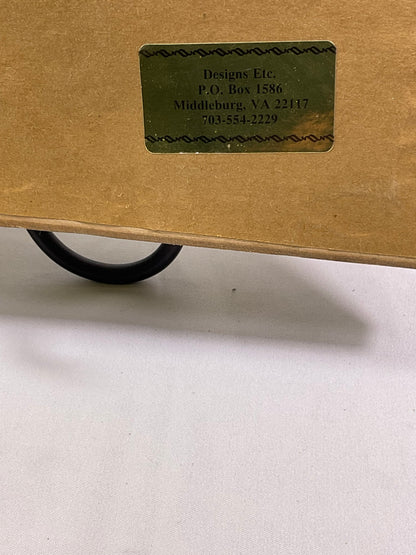 Designs Etc.
P.O. Box 1586
Middleburg, VA 22117
703-554-2229